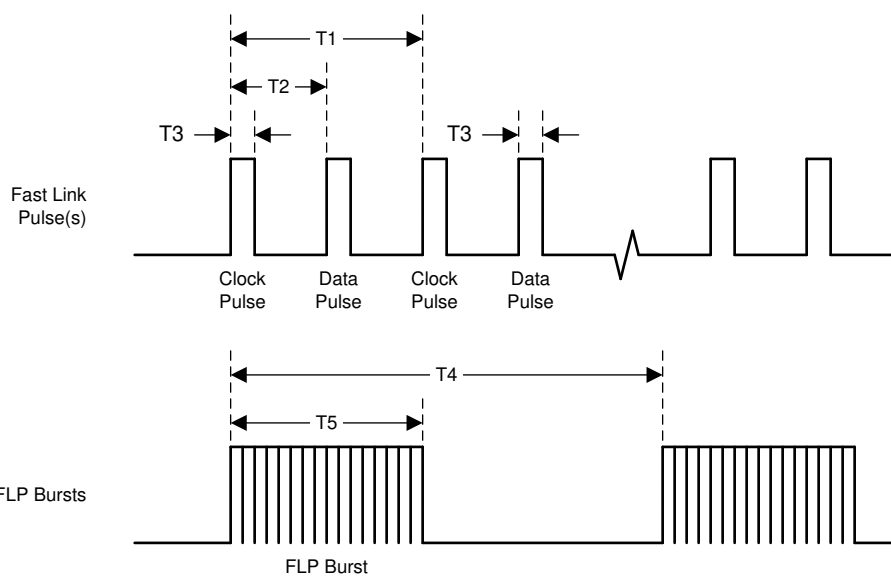 T1
T2
T3
T3
Fast Link
Pulse(s)
Clock
Pulse
Data
Pulse
Clock
Pulse
Data
Pulse
T4
T5
FLP Bursts
FLP Burst